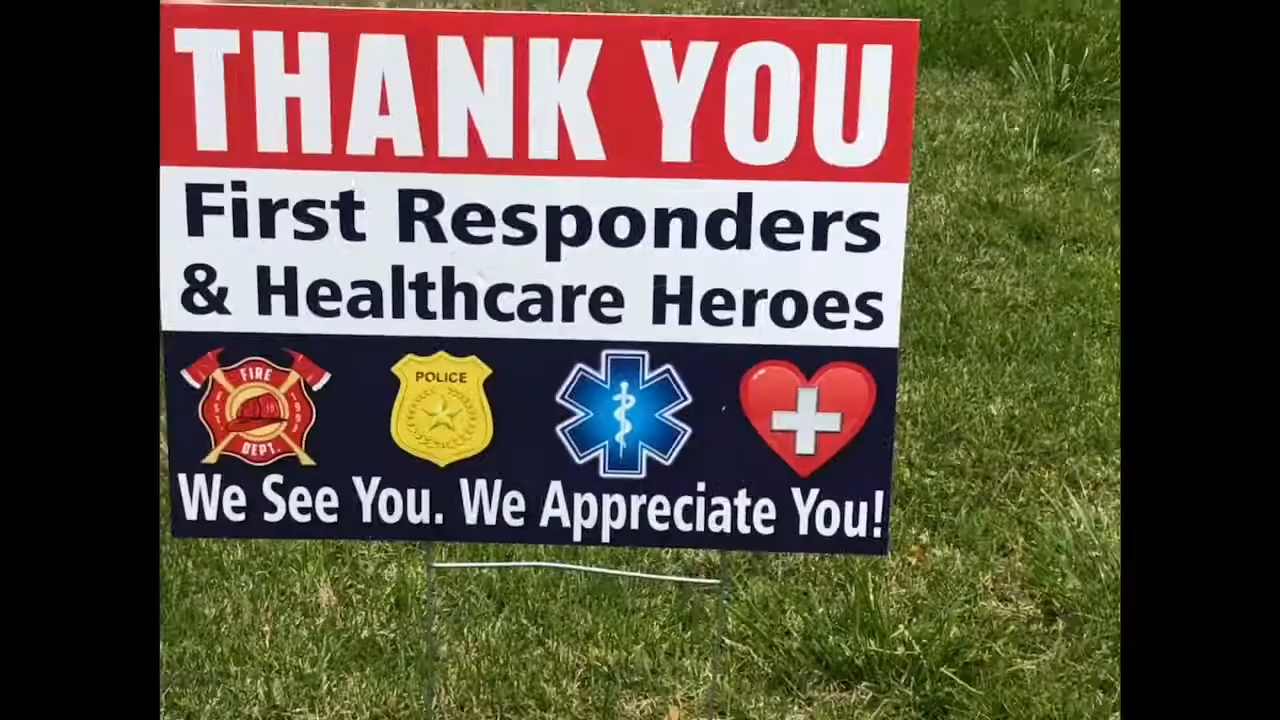 THANK YOU
First Responders
& Healthcare Heroes
FIRE
DEPT.
POLICE
We See You. We Appreciate You!